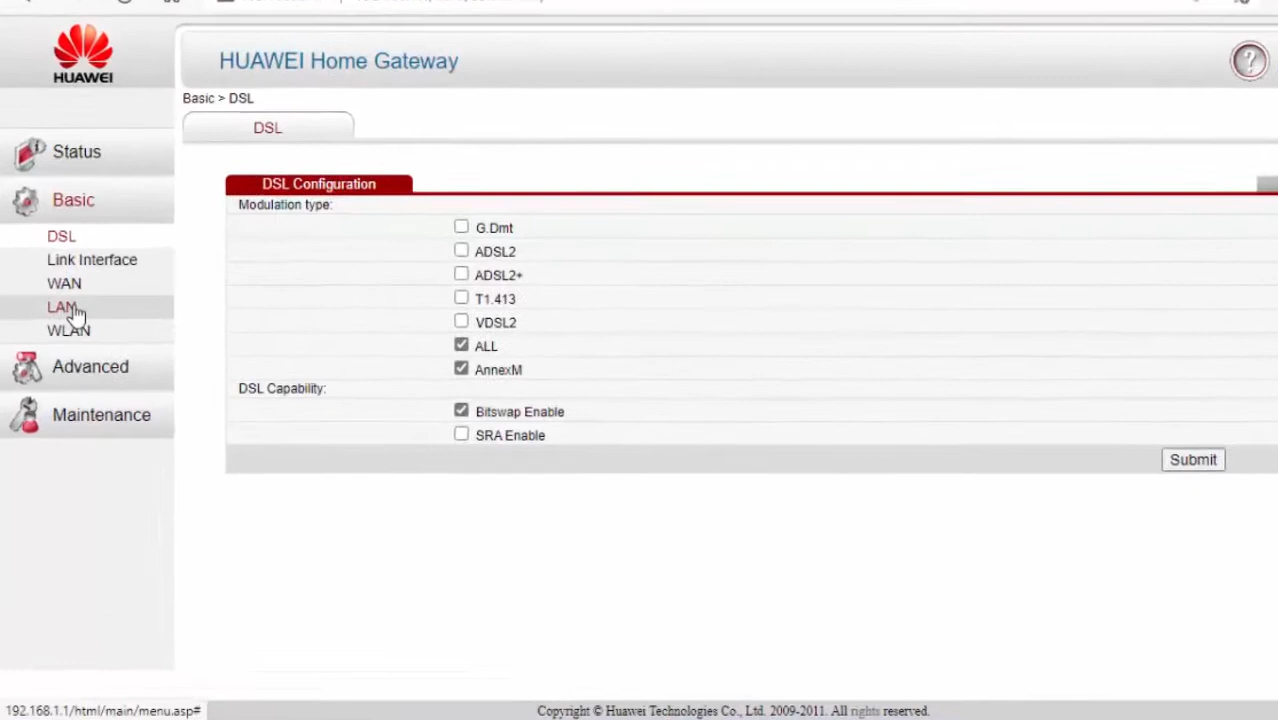 HUAWEI
HUAWEI Home Gateway
Basic > DSL
DSL
Status
Basic
DSL
Link Interface
WAN
LAN
WLAN
Advanced
Maintenance
DSL Configuration
Modulation type:
G.Dmt
ADSL2
ADSL2+
T1.413
VDSL2
ALL
AnnexM
DSL Capability:
Bitswap Enable
SRA Enable
Submit
192.168.1.1/html/main/menu.asp#
Copyright © Huawei Technologies Co., Ltd. 2009-2011. All rights reserved.